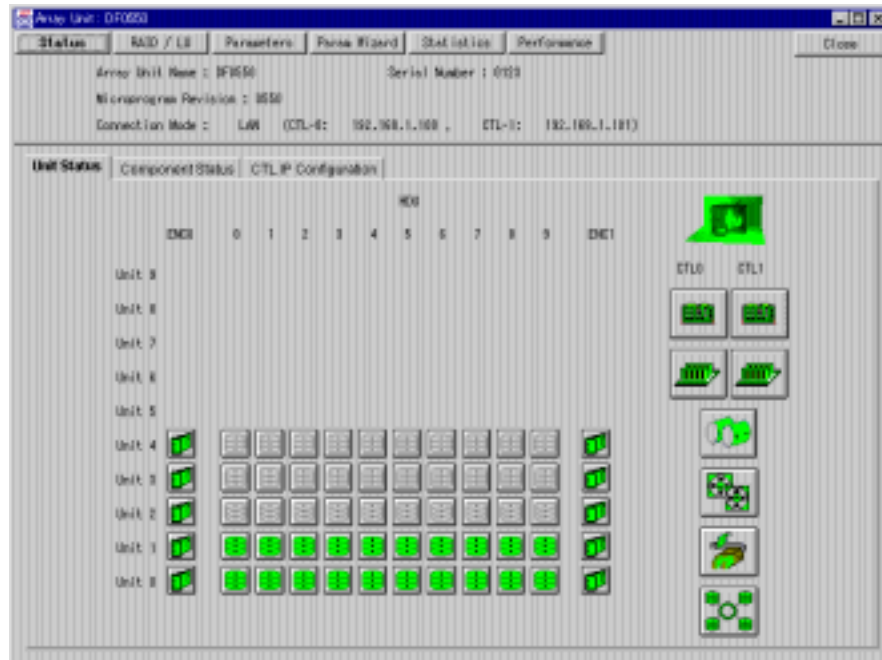 Array Unit: DF0550
Status RAID / LU Parameters Param Wizard Statistics Performance Close
Array Unit Name : DF0550 Serial Number : 0123
Microprogram Revision : 0550
Connection Mode : LAN (CTL-0: 192.168.1.100 , CTL-1: 192.168.1.101)
Unit Status Component Status CTL IP Configuration
HDU
ENC0 0 1 2 3 4 5 6 7 8 9 ENC1
CTL0 CTL1
Unit 9
Unit 8
Unit 7
Unit 6
Unit 5
Unit 4
Unit 3
Unit 2
Unit 1
Unit 0